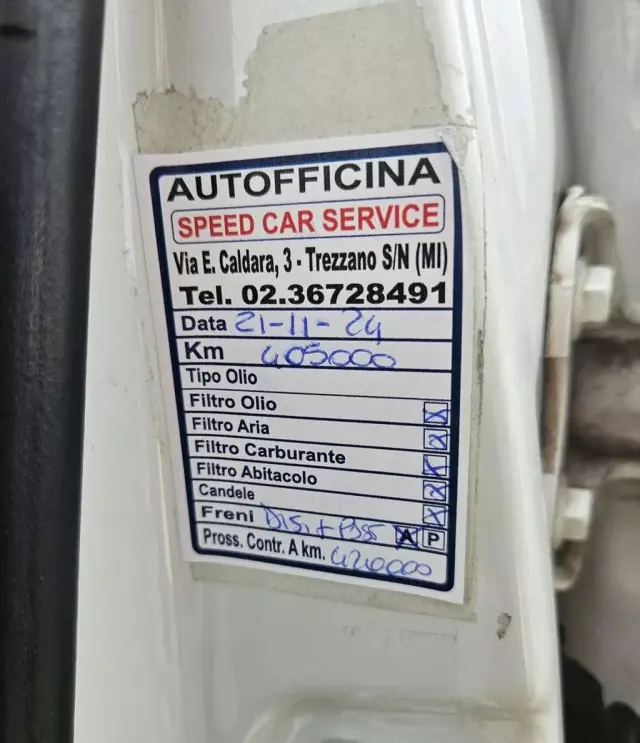 AUTOFFICINA
SPEED CAR SERVICE
Via E. Caldara, 3 - Trezzano S/N (MI)
Tel. 02.36728491
Data 21-11-24
Km 405000
Tipo Olio
Filtro Olio X
Filtro Aria X
Filtro Carburante X
Filtro Abitacolo X
Candele X
Freni A P
Pross. Contr. A km. 420000